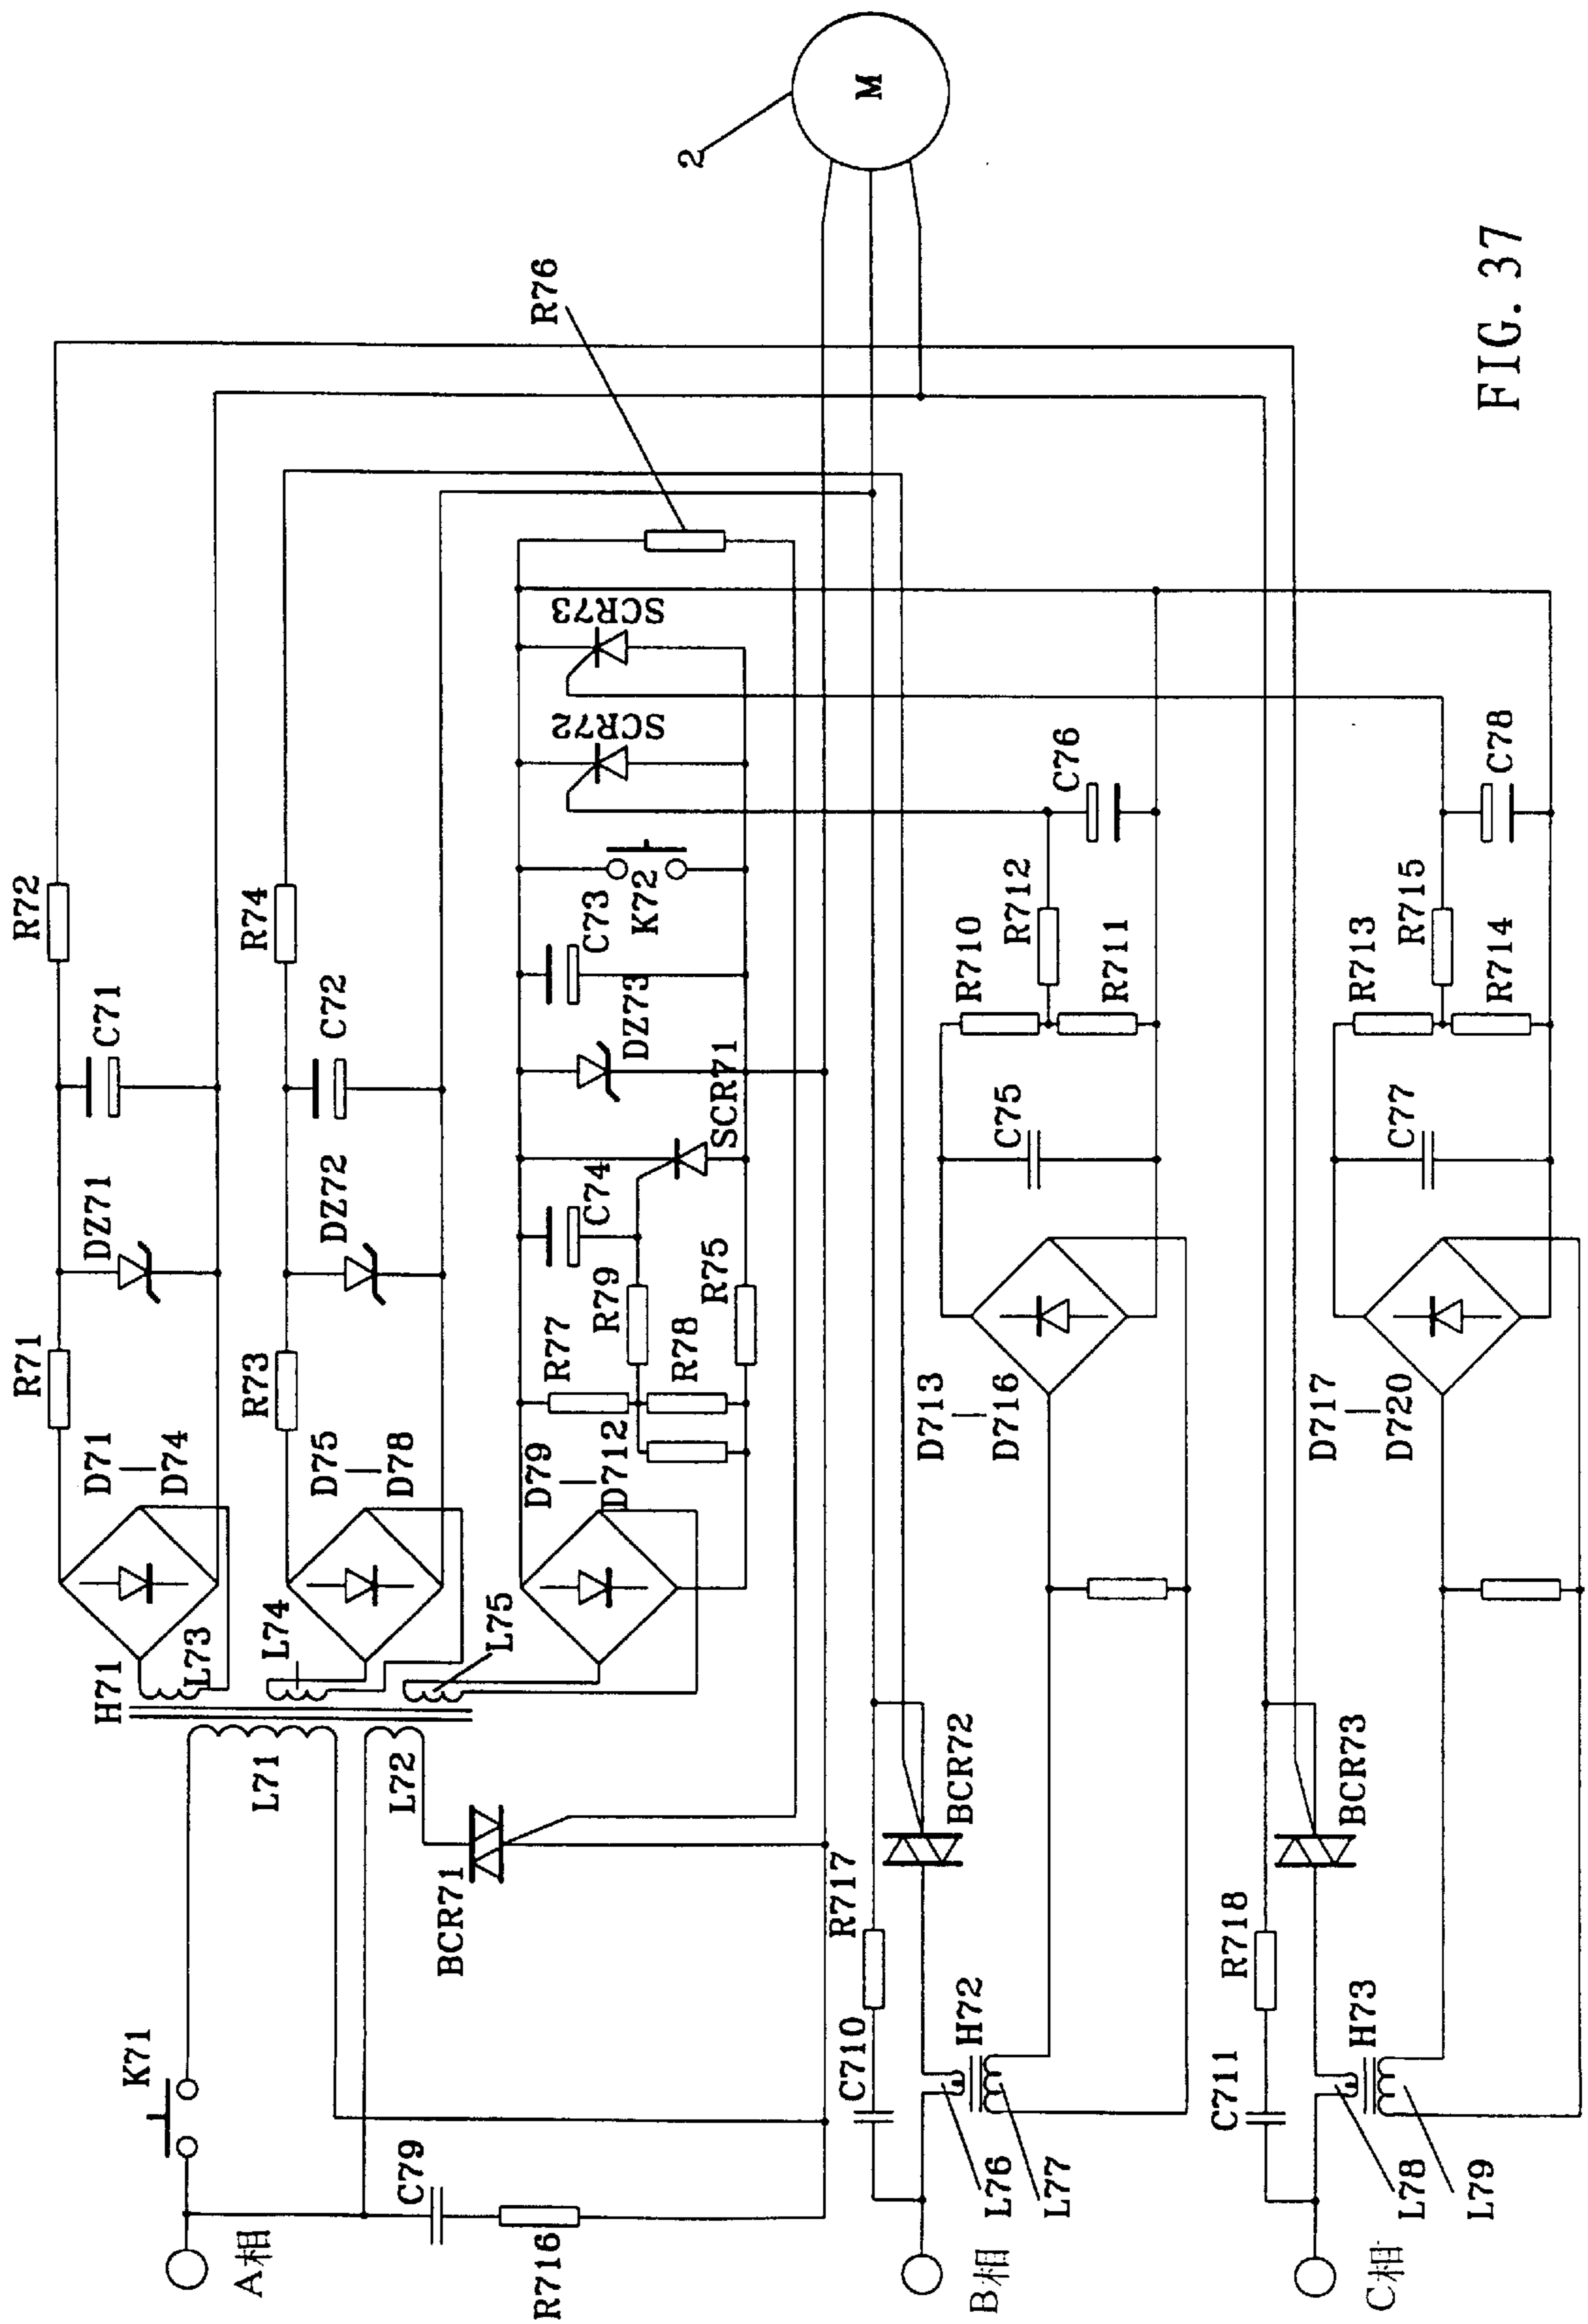 A相
K71
C79
R716
H71
L71
L72
L73
L74
L75
BCR71
D71
D74
R71
DZ71
C71
R72
D75
D78
R73
DZ72
C72
R74
D79
D712
R77
R78
R79
R75
C74
SCR71
DZ73
C73
K72
SCR72
SCR73
R76
2
M
B相
C710
R717
L76
L77
H72
BCR72
D713
D716
C75
R710
R711
R712
C76
C相
C711
R718
L78
L79
H73
BCR73
D717
D720
C77
R713
R714
R715
C78
FIG. 37